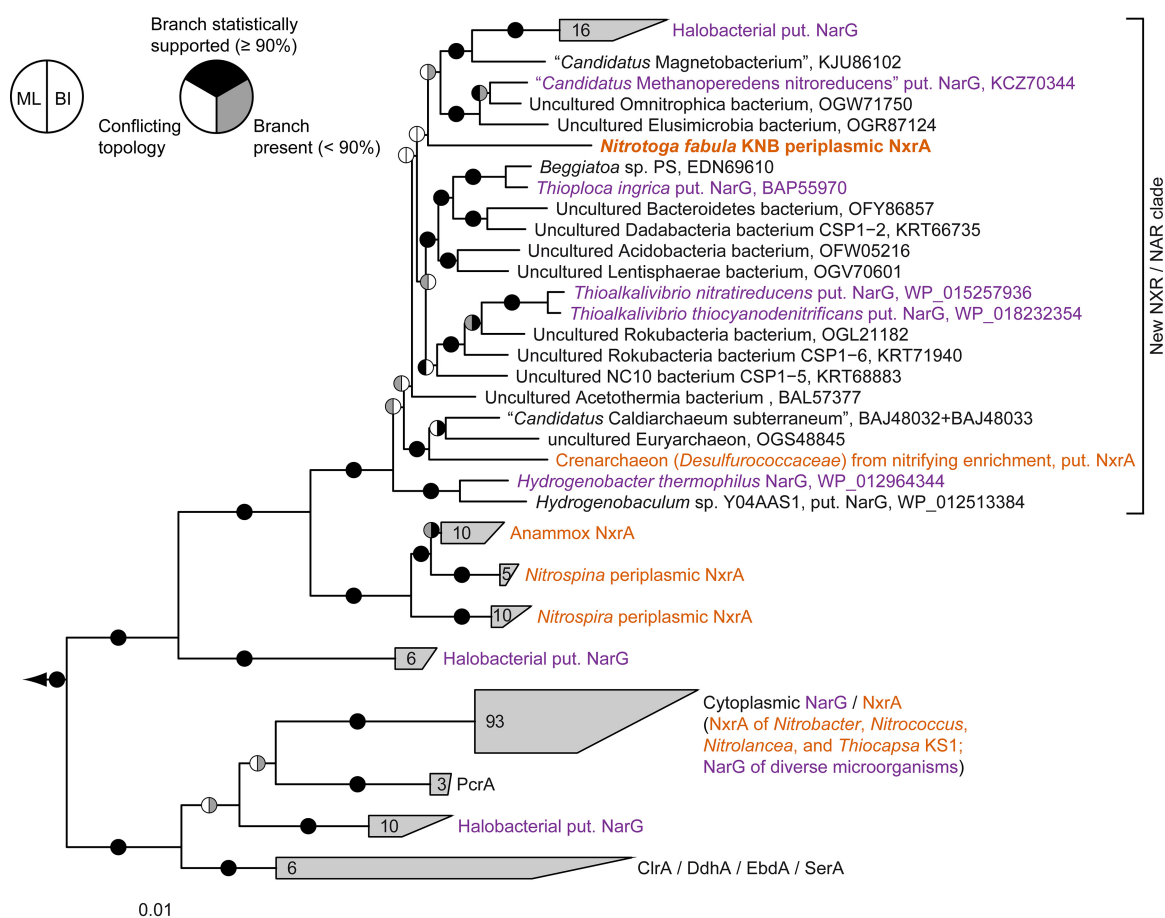 Branch statistically
supported (≥ 90%)
ML
BI
Conflicting
topology
Branch
present (< 90%)
16
Halobacterial put. NarG
“Candidatus Magnetobacterium”, KJU86102
“Candidatus Methanoperedens nitroreducens” put. NarG, KCZ70344
Uncultured Omnitrophica bacterium, OGW71750
Uncultured Elusimicrobia bacterium, OGR87124
Nitrotoga fabula KNB periplasmic NxrA
Beggiatoa sp. PS, EDN69610
Thioploca ingrica put. NarG, BAP55970
Uncultured Bacteroidetes bacterium, OFY86857
Uncultured Dadabacteria bacterium CSP1−2, KRT66735
Uncultured Acidobacteria bacterium, OFW05216
Uncultured Lentisphaerae bacterium, OGV70601
Thioalkalivibrio nitratireducens put. NarG, WP_015257936
Thioalkalivibrio thiocyanodenitrificans put. NarG, WP_018232354
Uncultured Rokubacteria bacterium, OGL21182
Uncultured Rokubacteria bacterium CSP1−6, KRT71940
Uncultured NC10 bacterium CSP1−5, KRT68883
Uncultured Acetothermia bacterium , BAL57377
“Candidatus Caldiarchaeum subterraneum”, BAJ48032+BAJ48033
uncultured Euryarchaeon, OGS48845
Crenarchaeon (Desulfurococcaceae) from nitrifying enrichment, put. NxrA
Hydrogenobacter thermophilus NarG, WP_012964344
Hydrogenobaculum sp. Y04AAS1, put. NarG, WP_012513384
New NXR / NAR clade
10
Anammox NxrA
5
Nitrospina periplasmic NxrA
10
Nitrospira periplasmic NxrA
6
Halobacterial put. NarG
93
Cytoplasmic NarG / NxrA
(NxrA of Nitrobacter, Nitrococcus,
Nitrolancea, and Thiocapsa KS1;
NarG of diverse microorganisms)
3
PcrA
10
Halobacterial put. NarG
6
ClrA / DdhA / EbdA / SerA
0.01